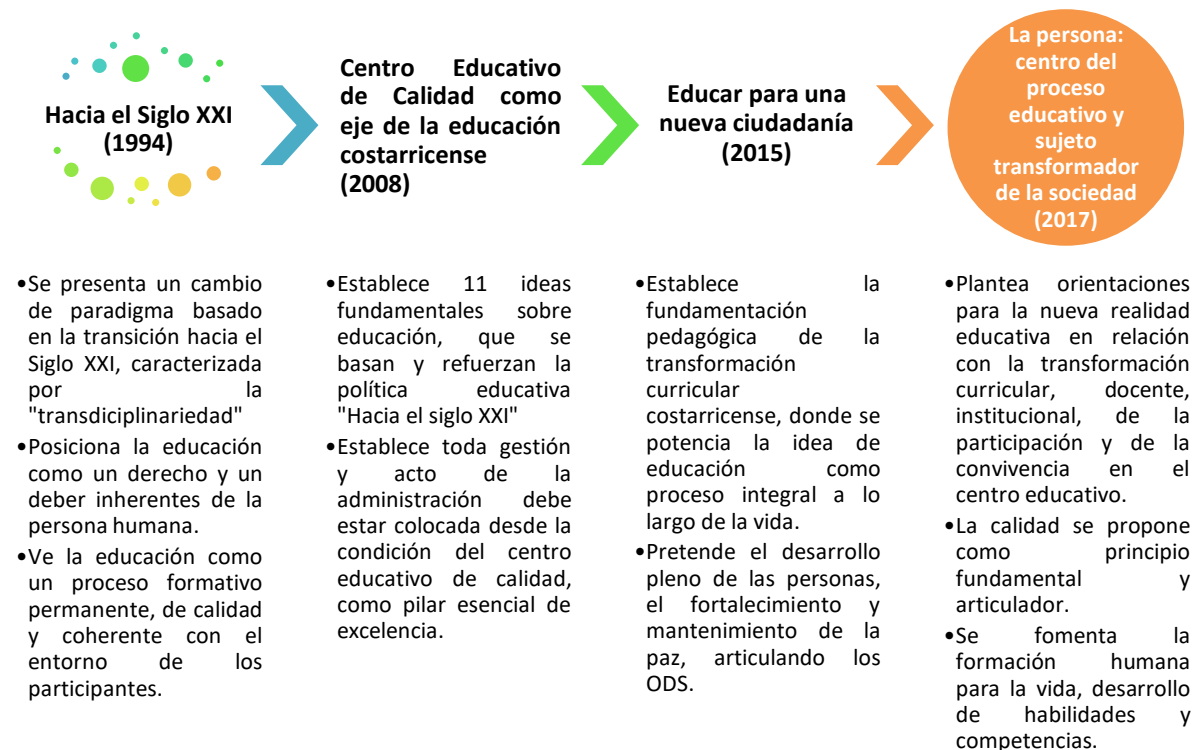 Hacia el Siglo XXI
(1994)
Centro Educativo
de Calidad como
eje de la educación
costarricense
(2008)
Educar para una
nueva ciudadanía
(2015)
La persona:
centro del
proceso
educativo y
sujeto
transformador
de la sociedad
(2017)
•Se presenta un cambio
de paradigma basado
en la transición hacia el
Siglo XXI, caracterizada
por la
"transdiciplinariedad"
•Posiciona la educación
como un derecho y un
deber inherentes de la
persona humana.
•Ve la educación como
un proceso formativo
permanente, de calidad
y coherente con el
entorno de los
participantes.
•Establece 11 ideas
fundamentales sobre
educación, que se
basan y refuerzan la
política educativa
"Hacia el siglo XXI"
•Establece toda gestión
y acto de la
administración debe
estar colocada desde la
condición del centro
educativo de calidad,
como pilar esencial de
excelencia.
•Establece la
fundamentación
pedagógica de la
transformación
curricular
costarricense, donde se
potencia la idea de
educación como
proceso integral a lo
largo de la vida.
•Pretende el desarrollo
pleno de las personas,
el fortalecimiento y
mantenimiento de la
paz, articulando los
ODS.
•Plantea orientaciones
para la nueva realidad
educativa en relación
con la transformación
curricular, docente,
institucional, de la
participación y de la
convivencia en el
centro educativo.
•La calidad se propone
como principio
fundamental y
articulador.
•Se fomenta la
formación humana
para la vida, desarrollo
de habilidades y
competencias.